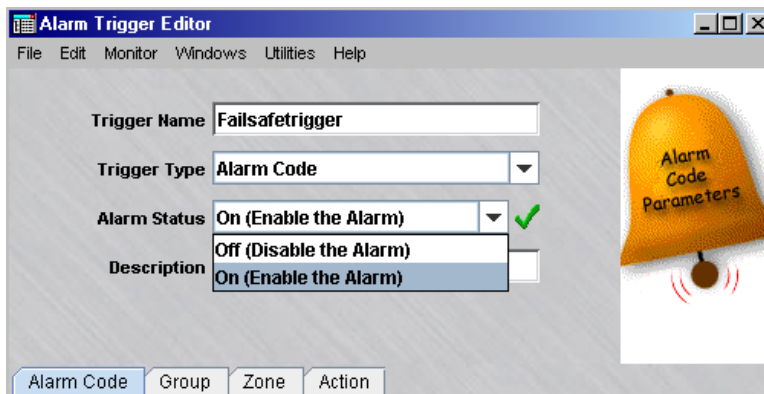 Alarm Trigger Editor
File Edit Monitor Windows Utilities Help
Trigger Name Failsafetrigger
Trigger Type Alarm Code
Alarm Status On (Enable the Alarm)
Off (Disable the Alarm)
Description
On (Enable the Alarm)
Alarm
Code
Parameters
Alarm Code Group Zone Action